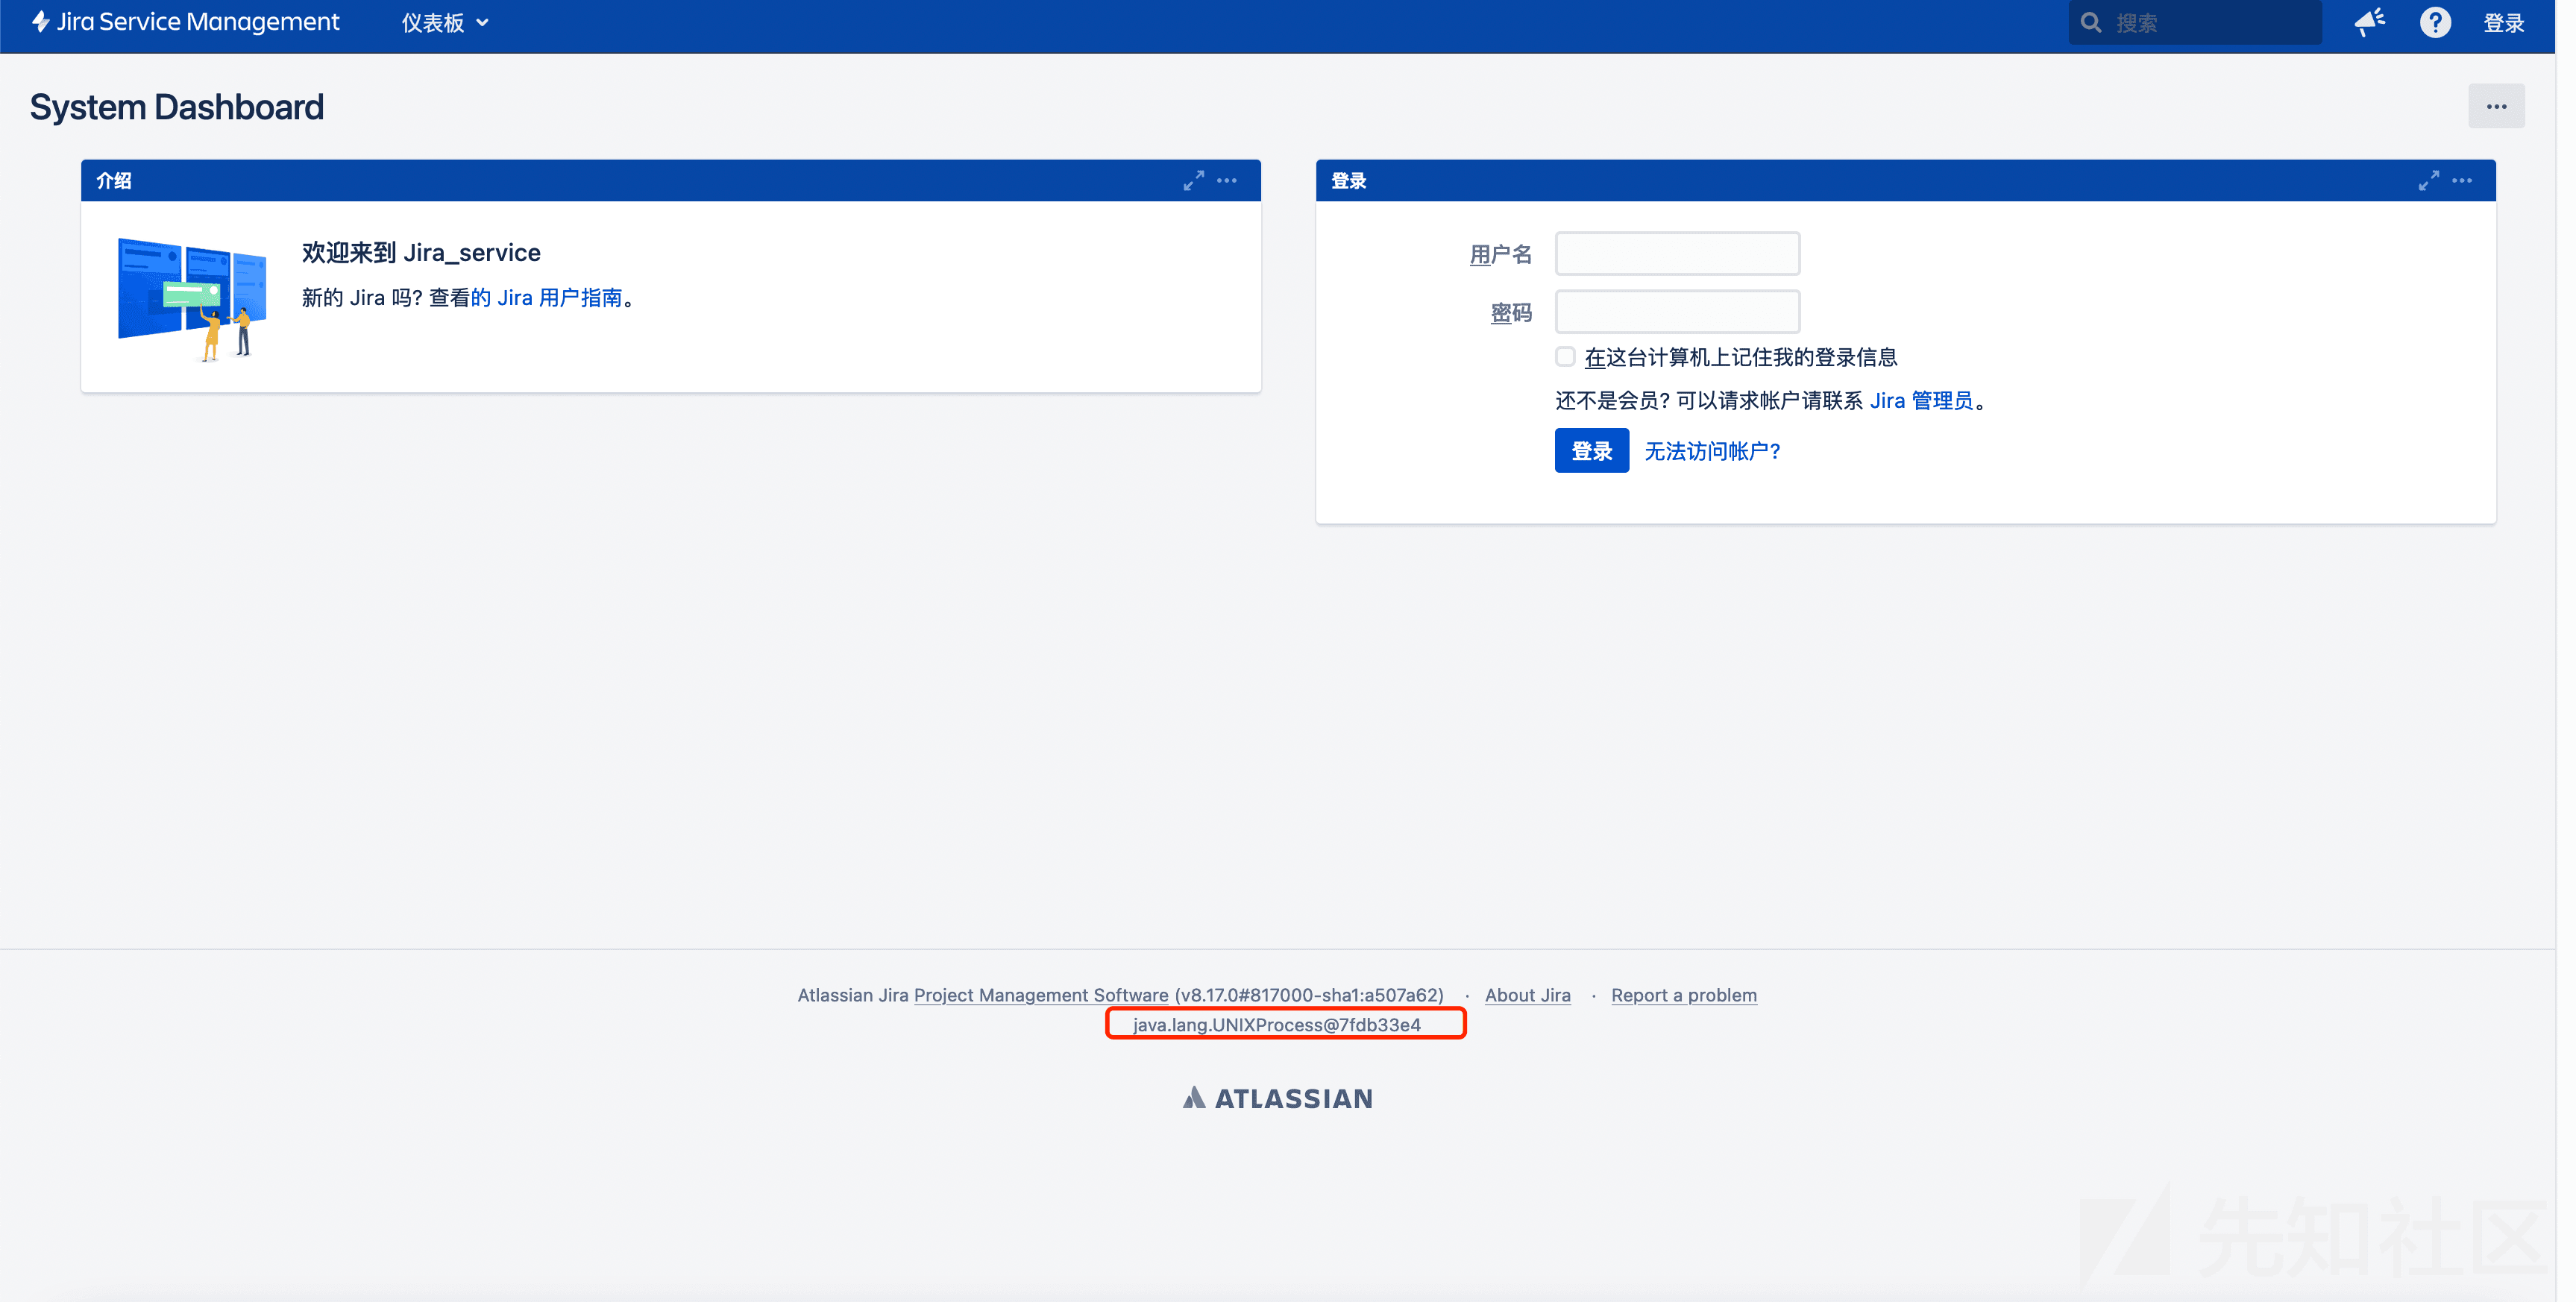 Jira Service Management 仪表板 搜索 登录
System Dashboard
介绍
欢迎来到 Jira_service
新的 Jira 吗? 查看的 Jira 用户指南。
登录
用户名
密码
在这台计算机上记住我的登录信息
还不是会员? 可以请求帐户请联系 Jira 管理员。
登录 无法访问帐户?
Atlassian Jira Project Management Software (v8.17.0#817000-sha1:a507a62) · About Jira · Report a problem
java.lang.UNIXProcess@7fdb33e4
ATLASSIAN
先知社区